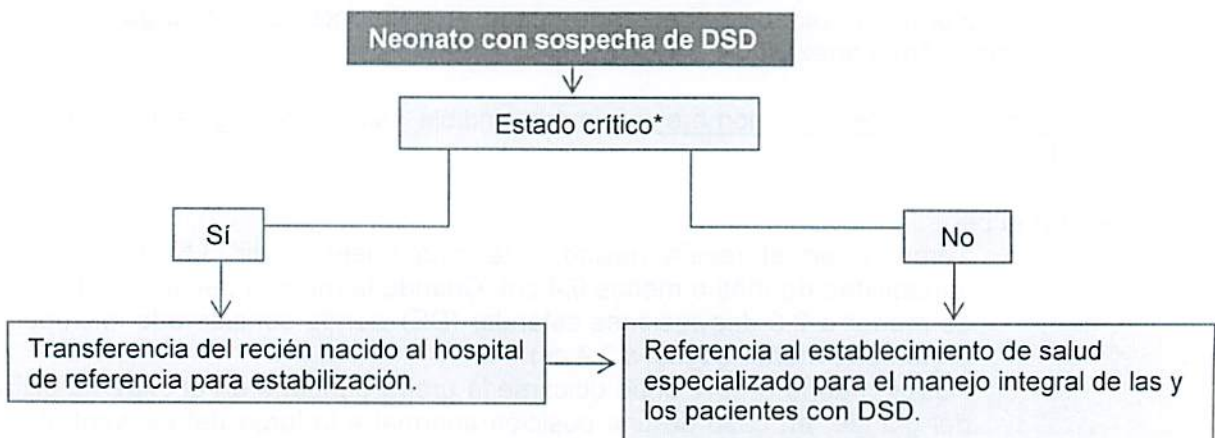 Neonato con sospecha de DSD
Estado crítico*
Sí
No
Transferencia del recién nacido al hospital
de referencia para estabilización.
Referencia al establecimiento de salud
especializado para el manejo integral de las y
los pacientes con DSD.